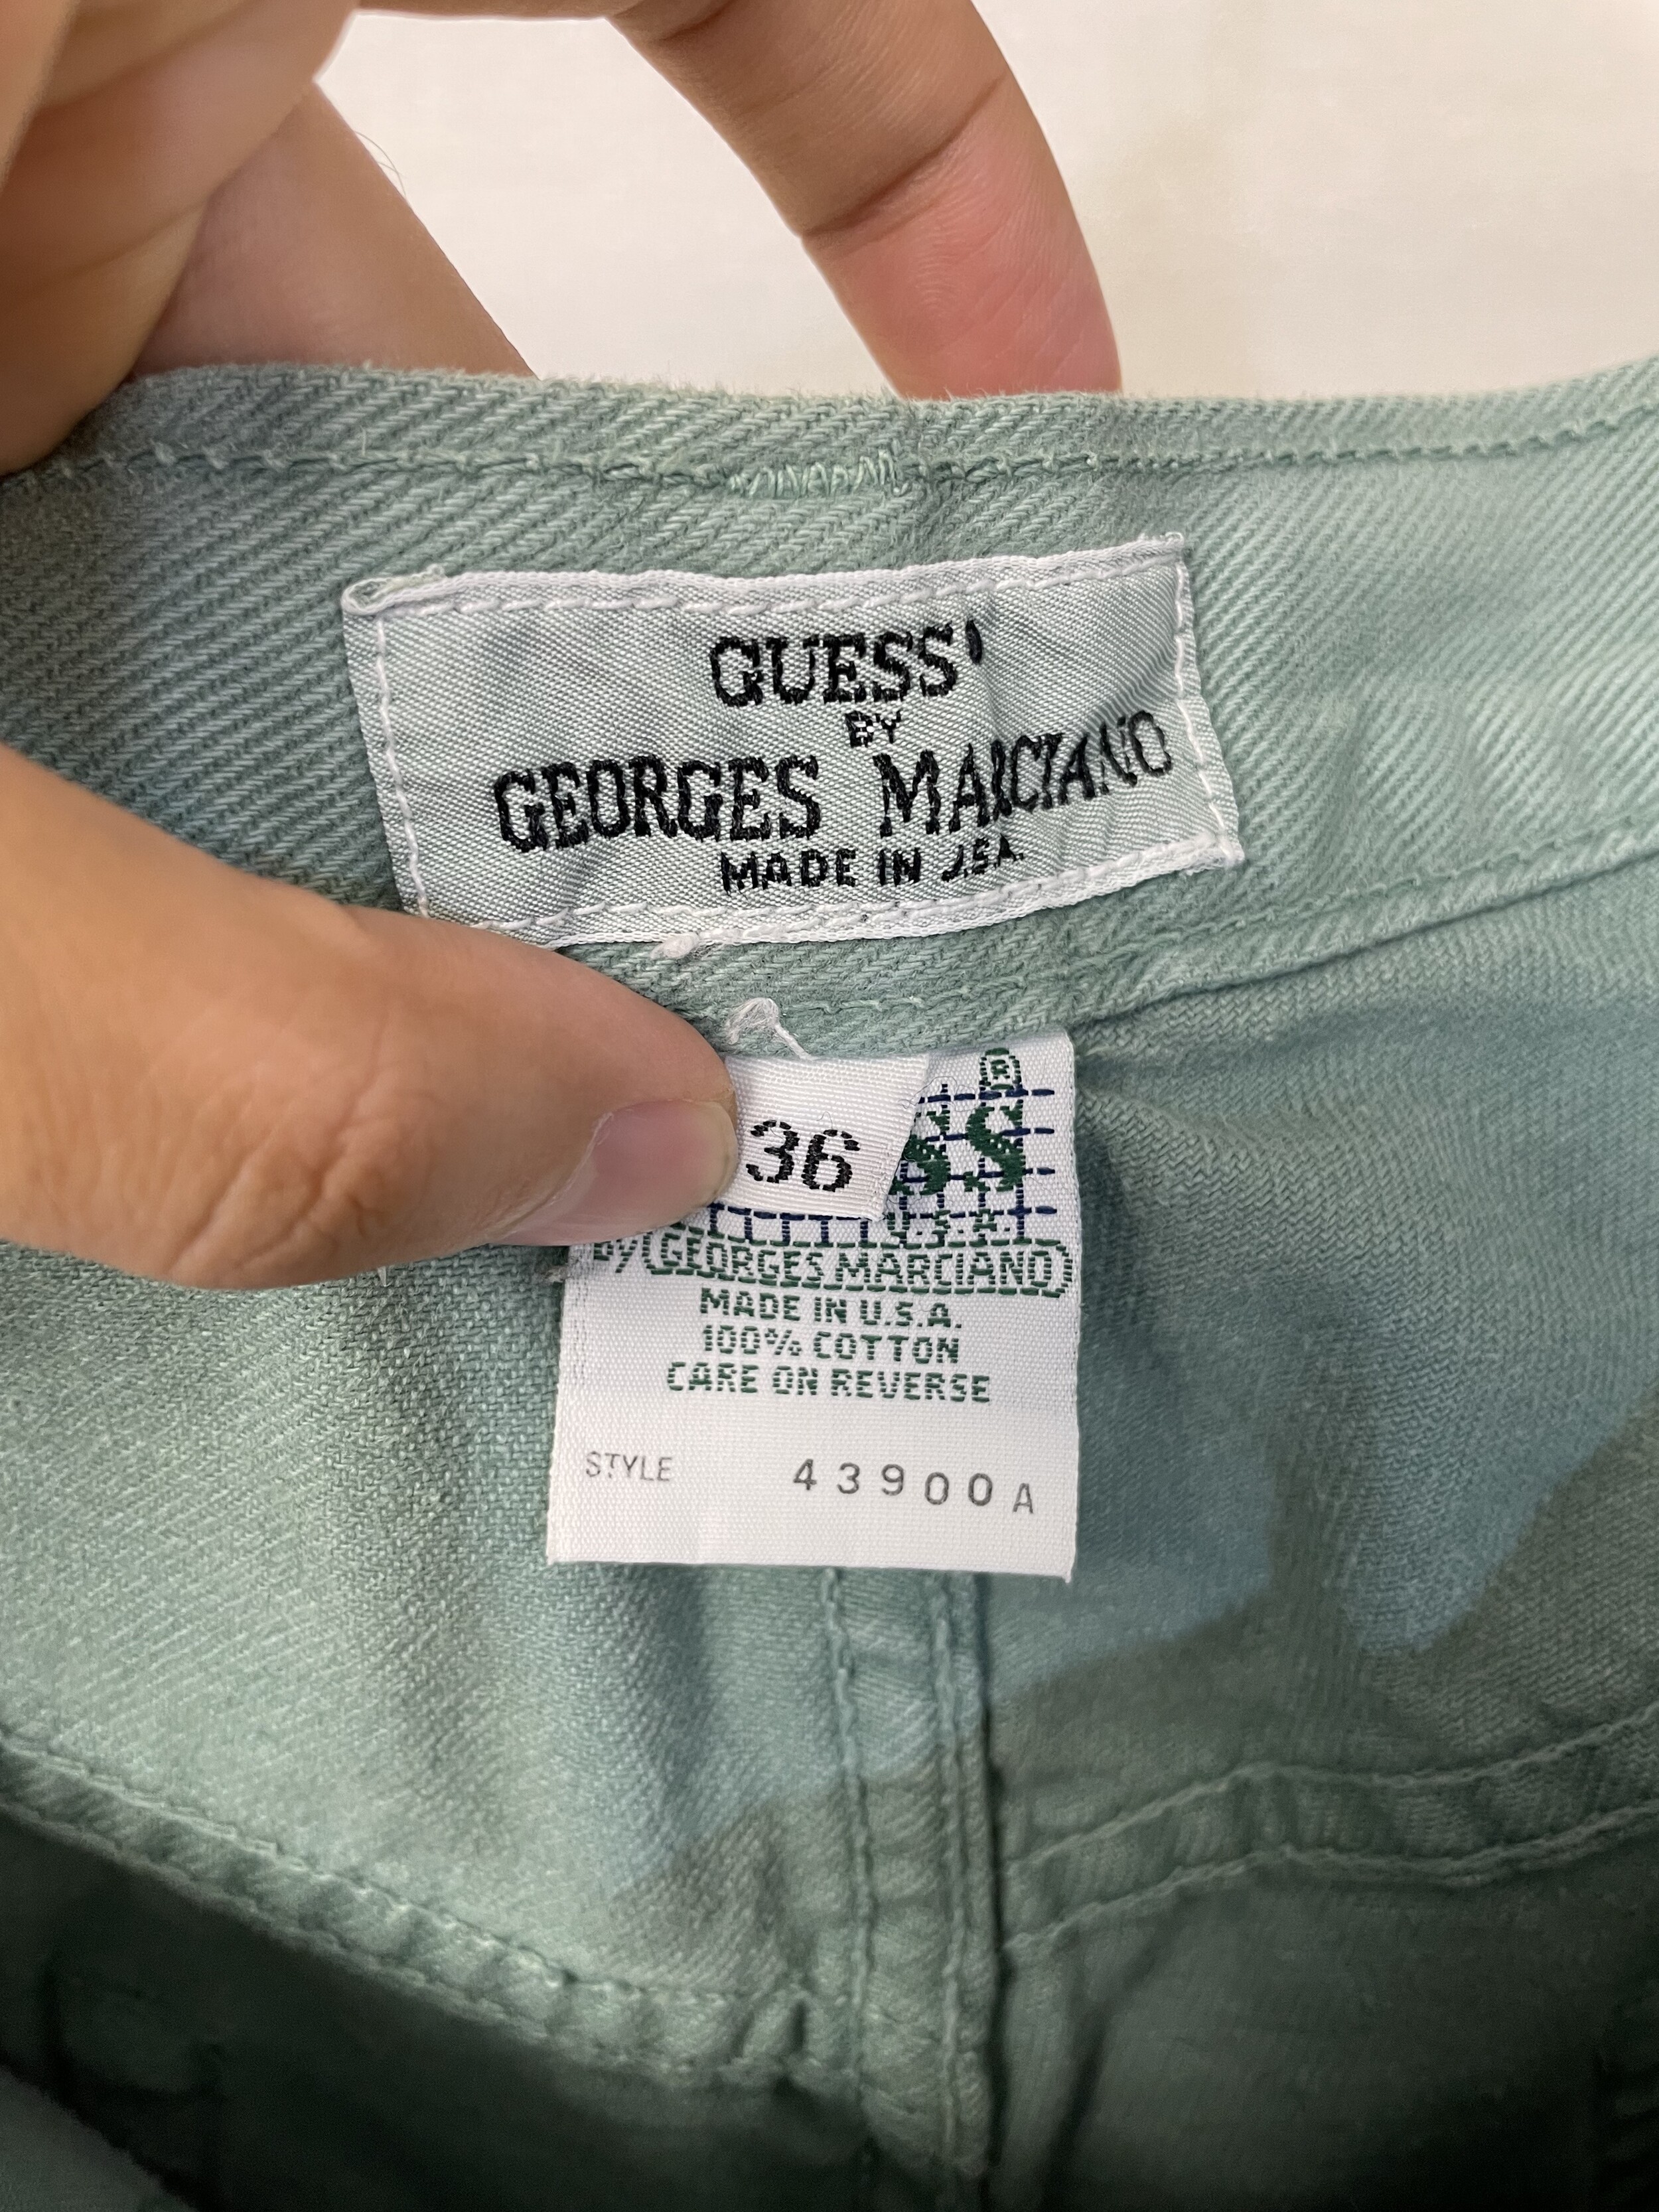 GUESS'
BY
GEORGES MARCIANO
MADE IN U.S.A.
36
SS ®
U.S.A.
By GEORGES MARCIANO
MADE IN U.S.A.
100% COTTON
CARE ON REVERSE
STYLE 43900A